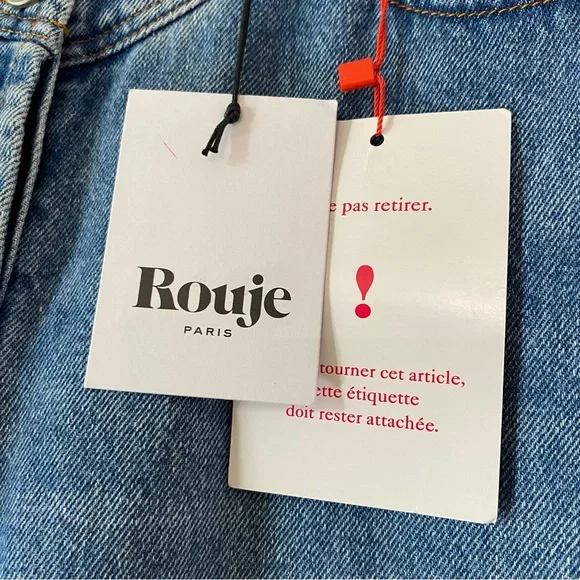 Rouje
PARIS
e pas retirer.
!
tourner cet article,
ette étiquette
doit rester attachée.